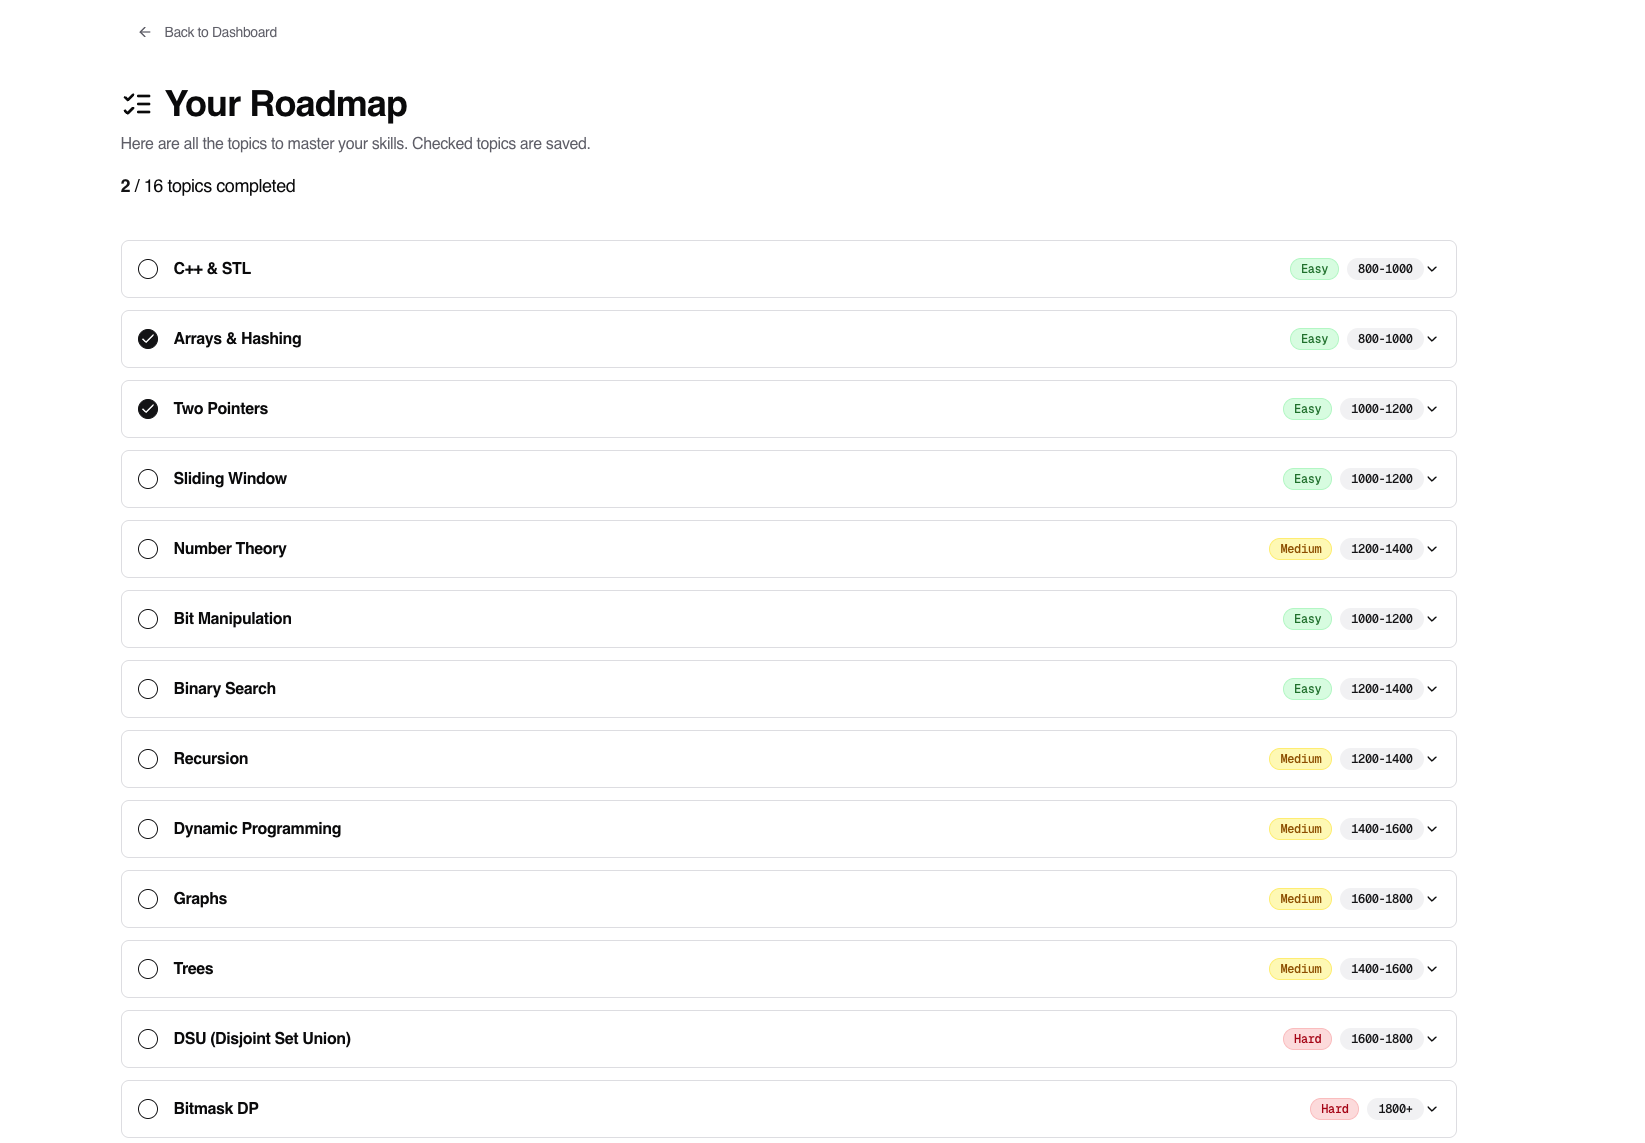 Back to Dashboard
Your Roadmap
Here are all the topics to master your skills. Checked topics are saved.
2 / 16 topics completed
C++ & STL Easy 800-1000
Arrays & Hashing Easy 800-1000
Two Pointers Easy 1000-1200
Sliding Window Easy 1000-1200
Number Theory Medium 1200-1400
Bit Manipulation Easy 1000-1200
Binary Search Easy 1200-1400
Recursion Medium 1200-1400
Dynamic Programming Medium 1400-1600
Graphs Medium 1600-1800
Trees Medium 1400-1600
DSU (Disjoint Set Union) Hard 1600-1800
Bitmask DP Hard 1800+